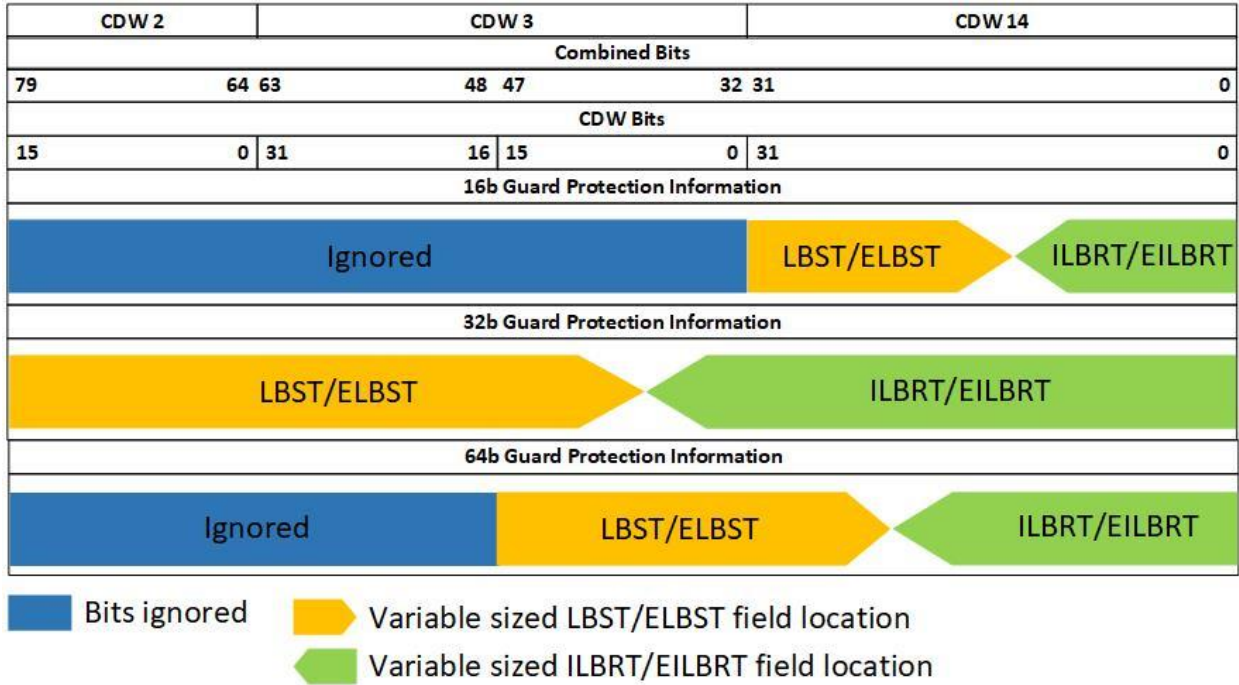 CDW 2 CDW 3 CDW 14
Combined Bits
79 64 63 48 47 32 31 0
CDW Bits
15 0 31 16 15 0 31 0
16b Guard Protection Information
Ignored LBST/ELBST ILBRT/EILBRT
32b Guard Protection Information
LBST/ELBST ILBRT/EILBRT
64b Guard Protection Information
Ignored LBST/ELBST ILBRT/EILBRT
Bits ignored Variable sized LBST/ELBST field location
Variable sized ILBRT/EILBRT field location